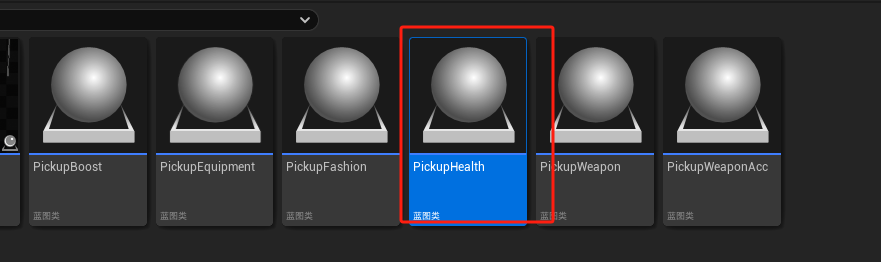 PickupBoost
蓝图类
PickupEquipment
蓝图类
PickupFashion
蓝图类
PickupHealth
蓝图类
PickupWeapon
蓝图类
PickupWeaponAcc
蓝图类